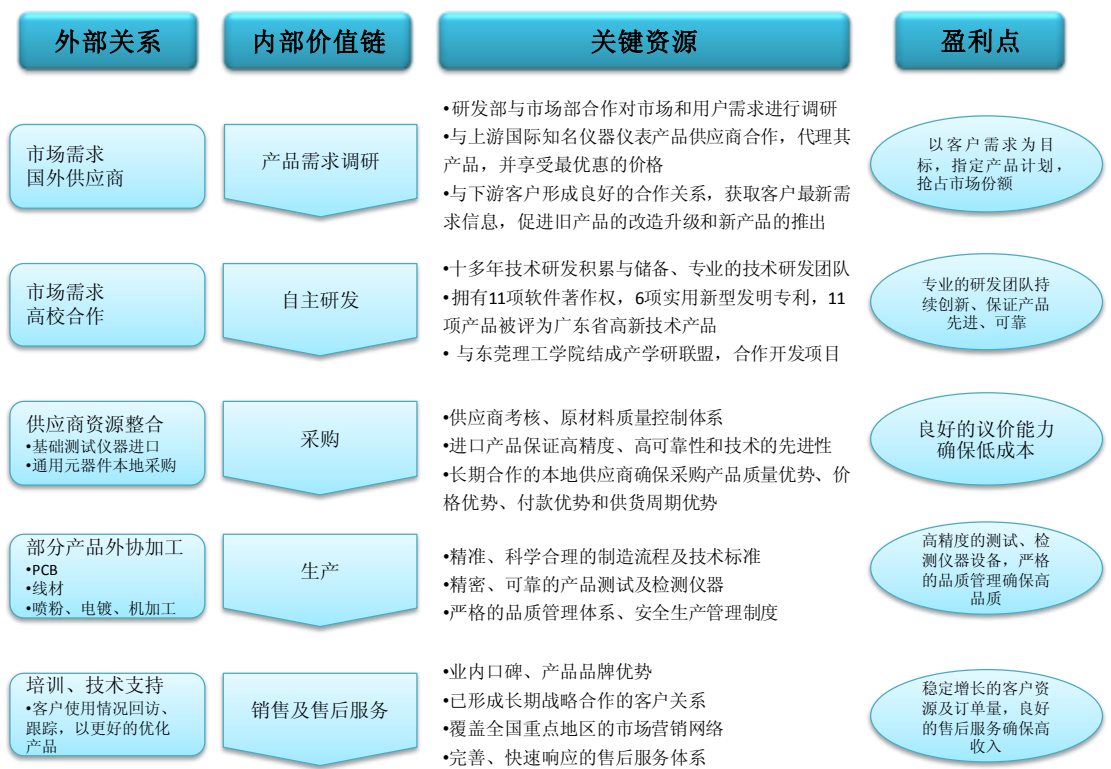 外部关系
内部价值链
关键资源
盈利点
市场需求
国外供应商
产品需求调研
•研发部与市场部合作对市场和用户需求进行调研
•与上游国际知名仪器仪表产品供应商合作，代理其
产品，并享受最优惠的价格
•与下游客户形成良好的合作关系，获取客户最新需
求信息，促进旧产品的改造升级和新产品的推出
以客户需求为目
标，指定产品计划，
抢占市场份额
市场需求
高校合作
自主研发
•十多年技术研发积累与储备、专业的技术研发团队
•拥有11项软件著作权，6项实用新型发明专利，11
项产品被评为广东省高新技术产品
• 与东莞理工学院结成产学研联盟，合作开发项目
专业的研发团队持
续创新、保证产品
先进、可靠
供应商资源整合
•基础测试仪器进口
•通用元器件本地采购
采购
•供应商考核、原材料质量控制体系
•进口产品保证高精度、高可靠性和技术的先进性
•长期合作的本地供应商确保采购产品质量优势、价
格优势、付款优势和供货周期优势
良好的议价能力
确保低成本
部分产品外协加工
•PCB
•线材
•喷粉、电镀、机加工
生产
•精准、科学合理的制造流程及技术标准
•精密、可靠的产品测试及检测仪器
•严格的品质管理体系、安全生产管理制度
高精度的测试、检
测仪器设备，严格
的品质管理确保高
品质
培训、技术支持
•客户使用情况回访、
跟踪，以更好的优化
产品
销售及售后服务
•业内口碑、产品品牌优势
•已形成长期战略合作的客户关系
•覆盖全国重点地区的市场营销网络
•完善、快速响应的售后服务体系
稳定增长的客户资
源及订单量，良好
的售后服务确保高
收入